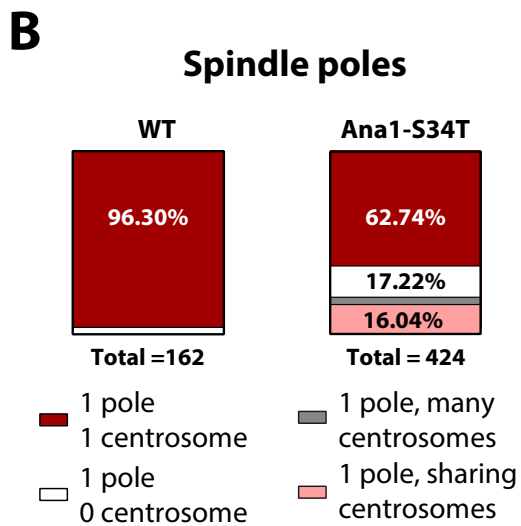 B
Spindle poles
WT
Ana1-S34T
96.30%
62.74%
17.22%
16.04%
Total =162
Total = 424
1 pole
1 centrosome
1 pole, many
centrosomes
1 pole
0 centrosome
1 pole, sharing
centrosomes